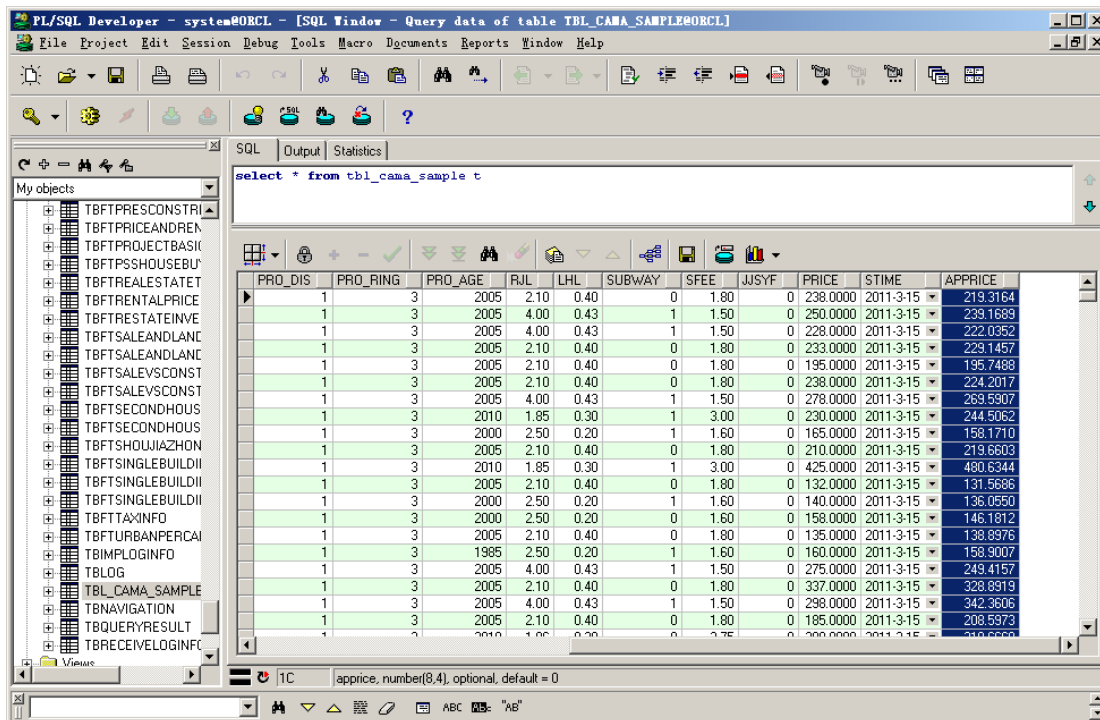 PL/SQL Developer - system@ORCL - [SQL Window - Query data of table TBL_CAMA_SAMPLE@ORCL]
File Project Edit Session Debug Tools Macro Documents Reports Window Help
SQL Output Statistics
My objects
select * from tbl_cama_sample t
TBFTPRESCONSTRI
TBFTPRICEANDREN
TBFTPROJECTBASI
TBFTPSSHOUSEBU
TBFTREALESTATET
TBFTRENTALPRICE
TBFTRESTATEINVE
TBFTSALEANDLAND
TBFTSALEANDLAND
TBFTSALEVSCONST
TBFTSALEVSCONST
TBFTSECONDHOUS
TBFTSECONDHOUS
TBFTSHOUJIAZHON
TBFTSINGLEBUILDII
TBFTSINGLEBUILDII
TBFTSINGLEBUILDII
TBFTTAXINFO
TBFTURBANPERCAI
TBIMPLOGINFO
TBLOG
TBL_CAMA_SAMPLE
TBNAVIGATION
TBQUERYRESULT
TBRECEIVELOGINFO
Views
PRO_DIS PRO_RING PRO_AGE RJL LHL SUBWAY SFEE JJSYF PRICE STIME APPRICE
1 3 2005 2.10 0.40 0 1.80 0 238.0000 2011-3-15 219.3164
1 3 2005 4.00 0.43 1 1.50 0 250.0000 2011-3-15 239.1689
1 3 2005 4.00 0.43 1 1.50 0 228.0000 2011-3-15 222.0352
1 3 2005 2.10 0.40 0 1.80 0 233.0000 2011-3-15 229.1457
1 3 2005 2.10 0.40 0 1.80 0 195.0000 2011-3-15 195.7488
1 3 2005 2.10 0.40 0 1.80 0 238.0000 2011-3-15 224.2017
1 3 2005 4.00 0.43 1 1.50 0 278.0000 2011-3-15 269.5907
1 3 2010 1.85 0.30 1 3.00 0 230.0000 2011-3-15 244.5062
1 3 2000 2.50 0.20 1 1.60 0 165.0000 2011-3-15 158.1710
1 3 2005 2.10 0.40 0 1.80 0 210.0000 2011-3-15 219.6603
1 3 2010 1.85 0.30 1 3.00 0 425.0000 2011-3-15 480.6344
1 3 2005 2.10 0.40 0 1.80 0 132.0000 2011-3-15 131.5686
1 3 2000 2.50 0.20 1 1.60 0 140.0000 2011-3-15 136.0550
1 3 2000 2.50 0.20 0 1.60 0 158.0000 2011-3-15 146.1812
1 3 2005 2.10 0.40 0 1.80 0 135.0000 2011-3-15 138.8976
1 3 1985 2.50 0.20 1 1.60 0 160.0000 2011-3-15 158.9007
1 3 2005 4.00 0.43 1 1.50 0 275.0000 2011-3-15 249.4157
1 3 2005 2.10 0.40 0 1.80 0 337.0000 2011-3-15 328.8919
1 3 2005 4.00 0.43 1 1.50 0 298.0000 2011-3-15 342.3606
1 3 2005 2.10 0.40 0 1.80 0 185.0000 2011-3-15 208.5973
1C apprice, number(8,4), optional, default = 0
ABC "AB"